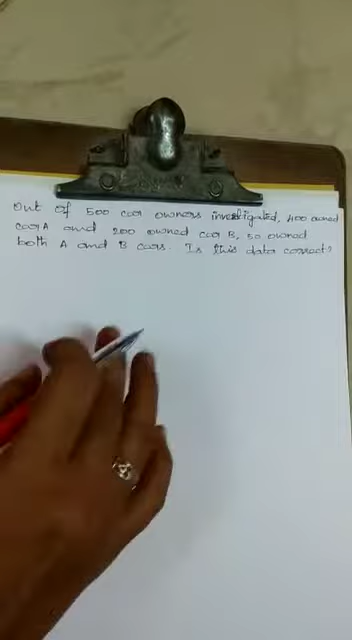 Out of 500 car owners investigated, 400 owned
car A and 200 owned car B, 50 owned
both A and B cars. Is this data correct?